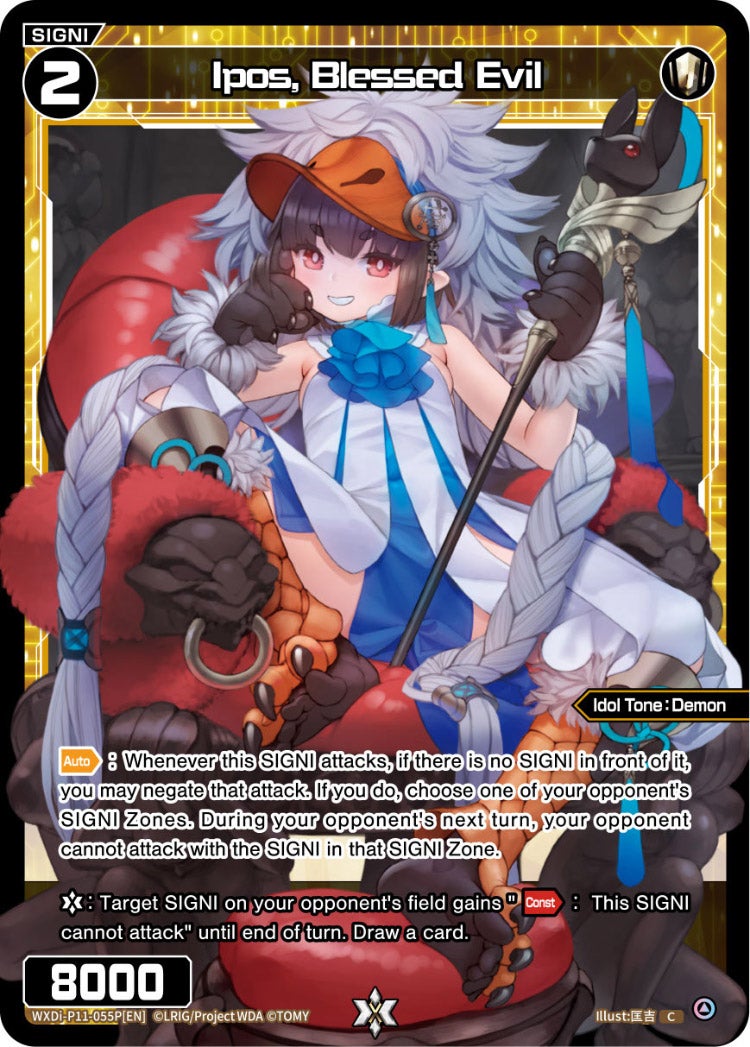 SIGNI
2
Ipos, Blessed Evil
Idol Tone:Demon
Auto : Whenever this SIGNI attacks, if there is no SIGNI in front of it,
you may negate that attack. If you do, choose one of your opponent's
SIGNI Zones. During your opponent's next turn, your opponent
cannot attack with the SIGNI in that SIGNI Zone.
: Target SIGNI on your opponent's field gains " Const : This SIGNI
cannot attack" until end of turn. Draw a card.
8000
WXDi-P11-055P[EN] ©LRIG/Project WDA ©TOMY
Illust:匡吉 C